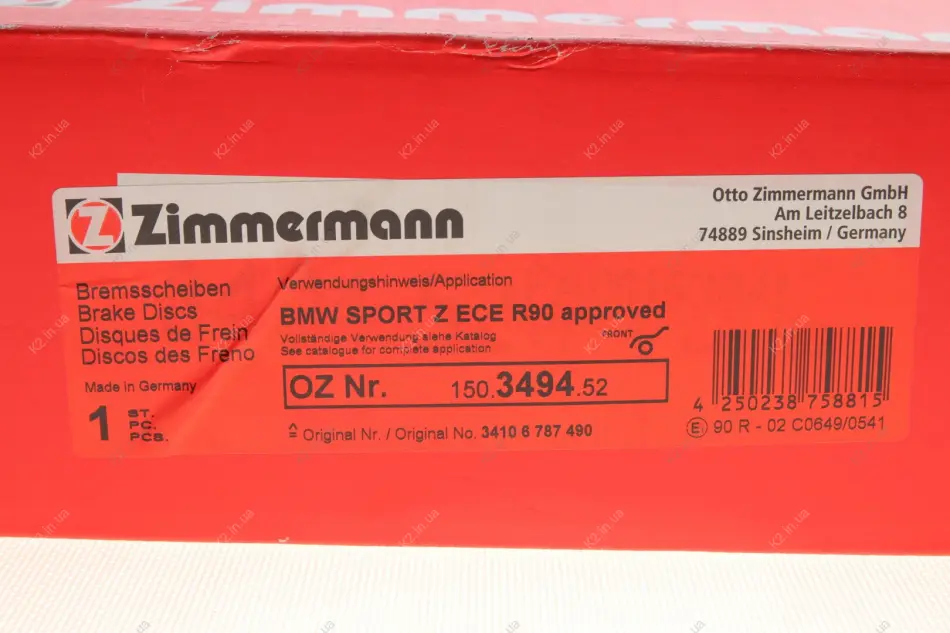 Zimmermann
Zimmermann
Otto Zimmermann GmbH
Am Leitzelbach 8
74889 Sinsheim / Germany
Bremsscheiben
Brake Discs
Disques de Frein
Discos des Freno
Made in Germany
1 ST.
PC.
PCS.
Verwendungshinweis/Application
BMW SPORT Z ECE R90 approved
Vollständige Verwendung siehe Katalog
See catalogue for complete application
FRONT
OZ Nr. 150.3494.52
≙ Original Nr. / Original No. 3410 6 787 490
4 250238 758815
E1 90 R - 02 C0649/0541
K2.in.ua